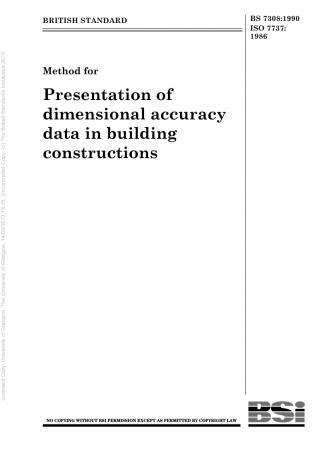 BRITISH STANDARD
BS 7308:1990
ISO 7737:
1986
Method for
Presentation of
dimensional accuracy
data in building
constructions
Licensed Copy: University of Glasgow, The University of Glasgow, 14/03/2013 15:15, Uncontrolled Copy, (c) The British Standards Institution 2013
NO COPYING WITHOUT BSI PERMISSION EXCEPT AS PERMITTED BY COPYRIGHT LAW
BSi